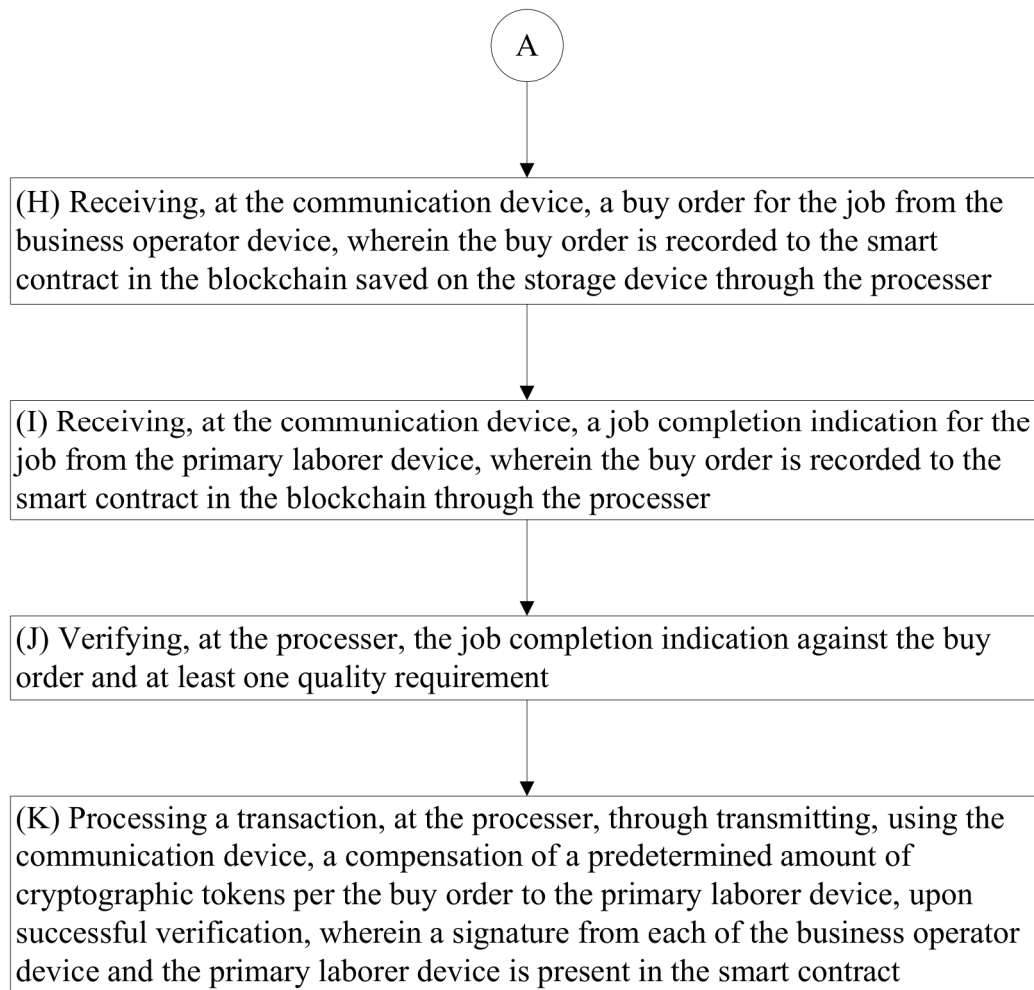 A
(H) Receiving, at the communication device, a buy order for the job from the
business operator device, wherein the buy order is recorded to the smart
contract in the blockchain saved on the storage device through the processer
(I) Receiving, at the communication device, a job completion indication for the
job from the primary laborer device, wherein the buy order is recorded to the
smart contract in the blockchain through the processer
(J) Verifying, at the processer, the job completion indication against the buy
order and at least one quality requirement
(K) Processing a transaction, at the processer, through transmitting, using the
communication device, a compensation of a predetermined amount of
cryptographic tokens per the buy order to the primary laborer device, upon
successful verification, wherein a signature from each of the business operator
device and the primary laborer device is present in the smart contract